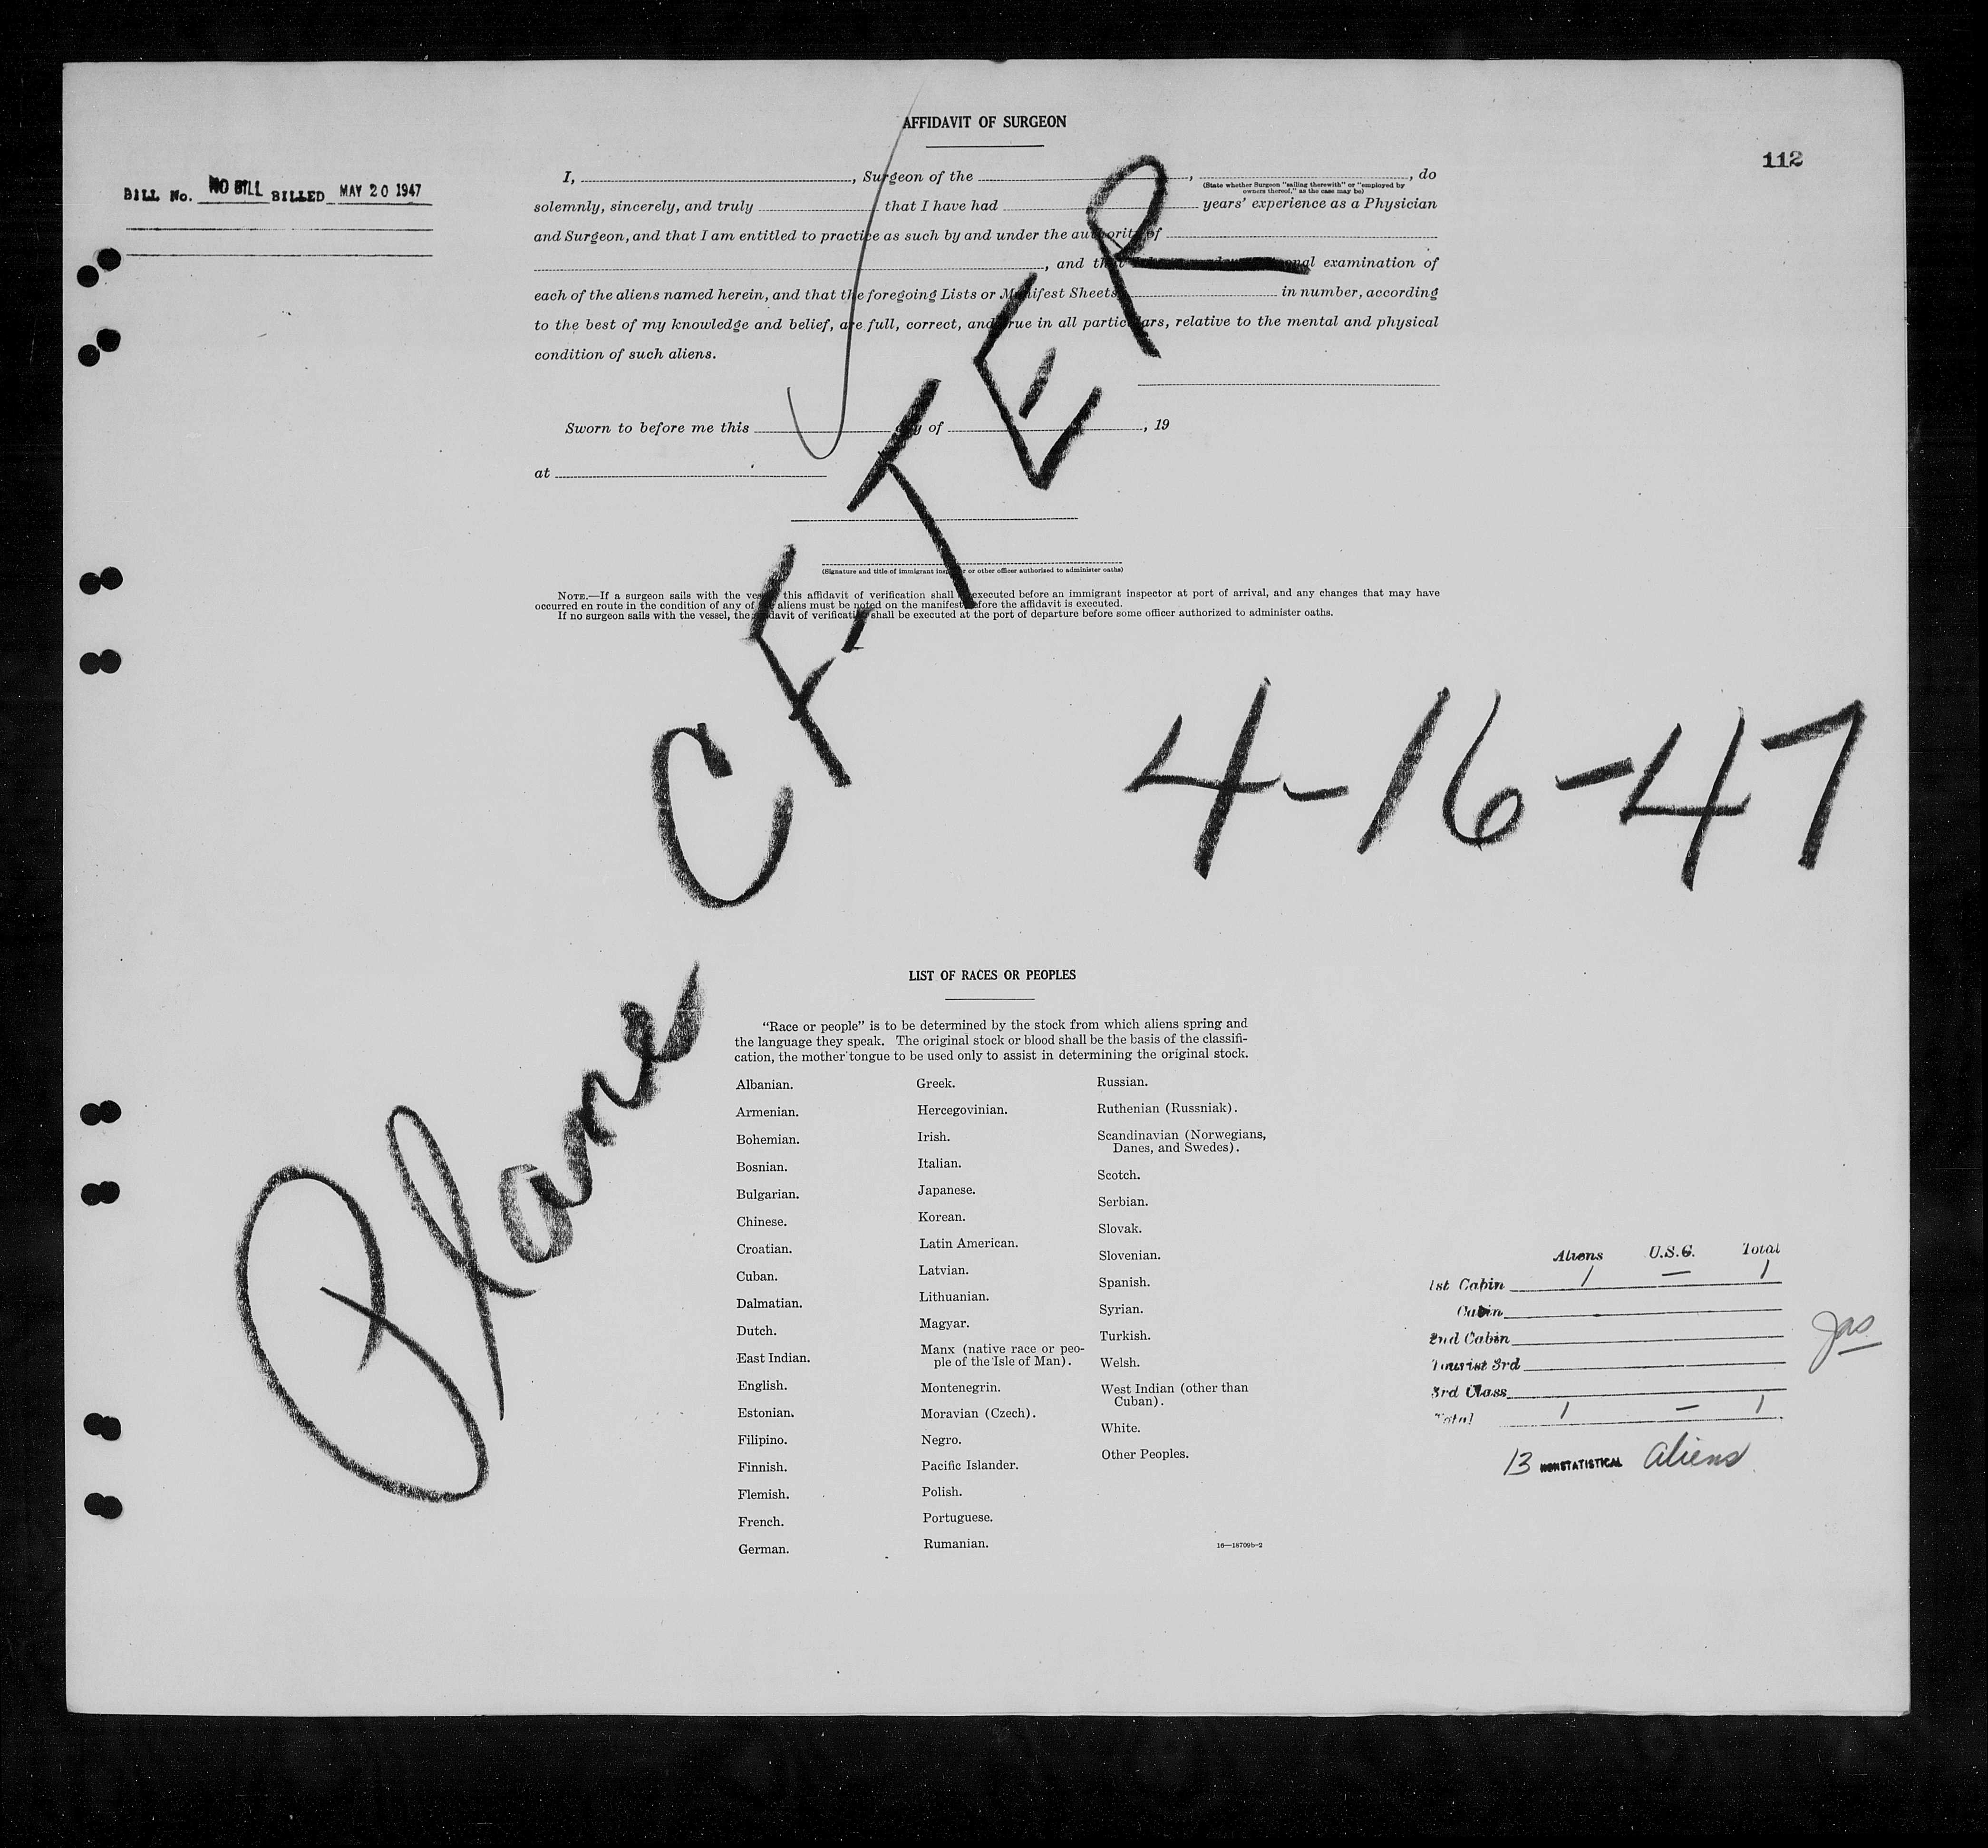 AFFIDAVIT OF SURGEON
112
BILL No. NO BILL BILLED MAY 20 1947
I, , Surgeon of the , , do
(State whether Surgeon "sailing therewith" or "employed by
owners thereof," as the case may be)
solemnly, sincerely, and truly that I have had years' experience as a Physician
and Surgeon, and that I am entitled to practice as such by and under the authority of
, and that examination of
each of the aliens named herein, and that the foregoing Lists or Manifest Sheets, in number, according
to the best of my knowledge and belief, are full, correct, and true in all particulars, relative to the mental and physical
condition of such aliens.
Sworn to before me this day of , 19
at
(Signature and title of immigrant inspector or other officer authorized to administer oaths)
NOTE.—If a surgeon sails with the vessel, this affidavit of verification shall be executed before an immigrant inspector at port of arrival, and any changes that may have
occurred en route in the condition of any of the aliens must be noted on the manifest before the affidavit is executed.
If no surgeon sails with the vessel, the affidavit of verification shall be executed at the port of departure before some officer authorized to administer oaths.
Plane CFTER
4-16-47
LIST OF RACES OR PEOPLES
"Race or people" is to be determined by the stock from which aliens spring and
the language they speak. The original stock or blood shall be the basis of the classifi-
cation, the mother tongue to be used only to assist in determining the original stock.
Albanian.
Armenian.
Bohemian.
Bosnian.
Bulgarian.
Chinese.
Croatian.
Cuban.
Dalmatian.
Dutch.
East Indian.
English.
Estonian.
Filipino.
Finnish.
Flemish.
French.
German.
Greek.
Hercegovinian.
Irish.
Italian.
Japanese.
Korean.
Latin American.
Latvian.
Lithuanian.
Magyar.
Manx (native race or peo-
ple of the Isle of Man).
Montenegrin.
Moravian (Czech).
Negro.
Pacific Islander.
Polish.
Portuguese.
Rumanian.
Russian.
Ruthenian (Russniak).
Scandinavian (Norwegians,
Danes, and Swedes).
Scotch.
Serbian.
Slovak.
Slovenian.
Spanish.
Syrian.
Turkish.
Welsh.
West Indian (other than
Cuban).
White.
Other Peoples.
16—18709b-2
Aliens U.S.C. Total
1st Cabin 1 — 1
Cabin
2nd Cabin
Tourist 3rd
3rd Class
Total 1 — 1
13 NONSTATISTICAL aliens
Jas